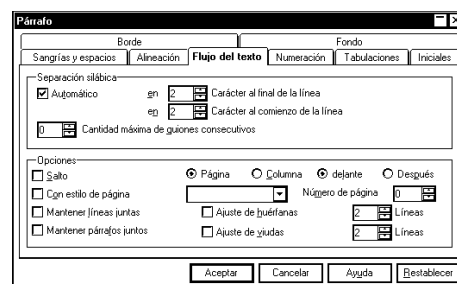 Párrafo
Borde Fondo
Sangrías y espacios Alineación Flujo del texto Numeración Tabulaciones Iniciales
Separación silábica
Automático en 2 Carácter al final de la línea
en 2 Carácter al comienzo de la línea
0 Cantidad máxima de guiones consecutivos
Opciones
Salto Página Columna delante Después
Con estilo de página Número de página 0
Mantener líneas juntas Ajuste de huérfanas 2 Líneas
Mantener párrafos juntos Ajuste de viudas 2 Líneas
Aceptar Cancelar Ayuda Restablecer